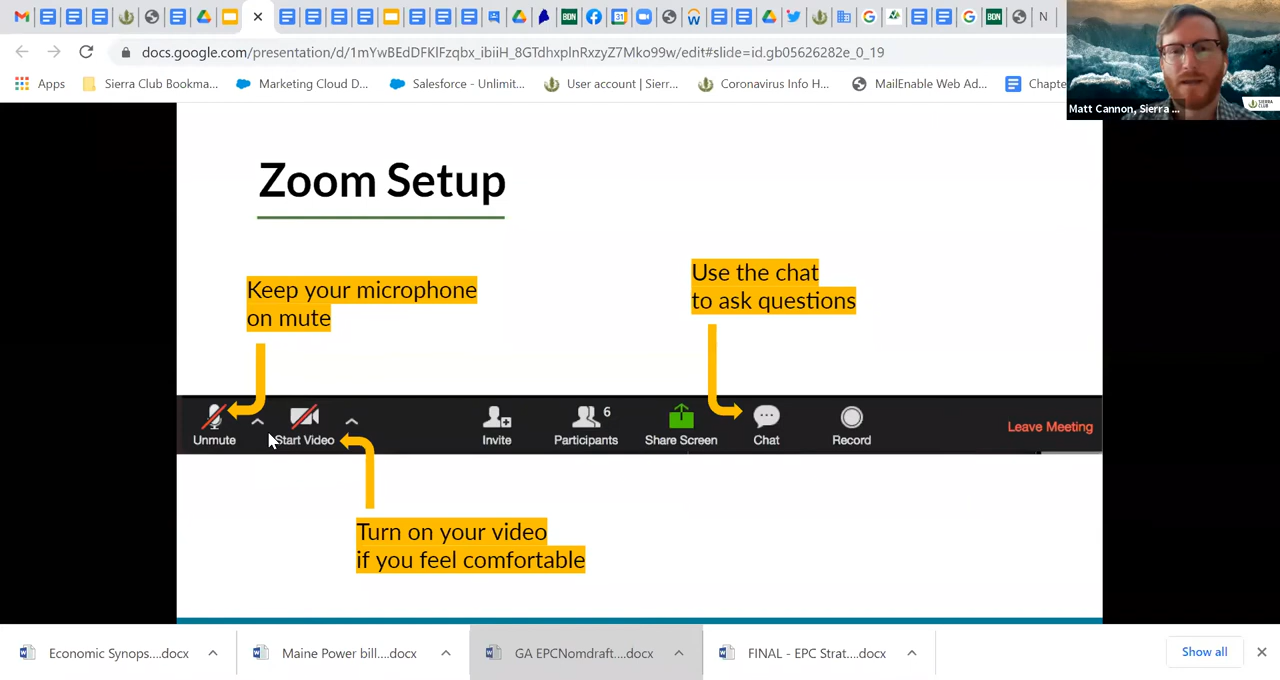 docs.google.com/presentation/d/1mYwBEdDFKlFzqbx_ibiiH_8GTdhxplnRxzyZ7Mko99w/edit#slide=id.gb05626282e_0_19
Apps
Sierra Club Bookma...
Marketing Cloud D...
Salesforce - Unlimit...
User account | Sierr...
Coronavirus Info H...
MailEnable Web Ad...
Chapte
Matt Cannon, Sierra ...
Zoom Setup
Keep your microphone
on mute
Use the chat
to ask questions
6
Unmute
Start Video
Invite
Participants
Share Screen
Chat
Record
Leave Meeting
Turn on your video
if you feel comfortable
Economic Synops....docx
Maine Power bill....docx
GA EPCNomdraft....docx
FINAL - EPC Strat....docx
Show all